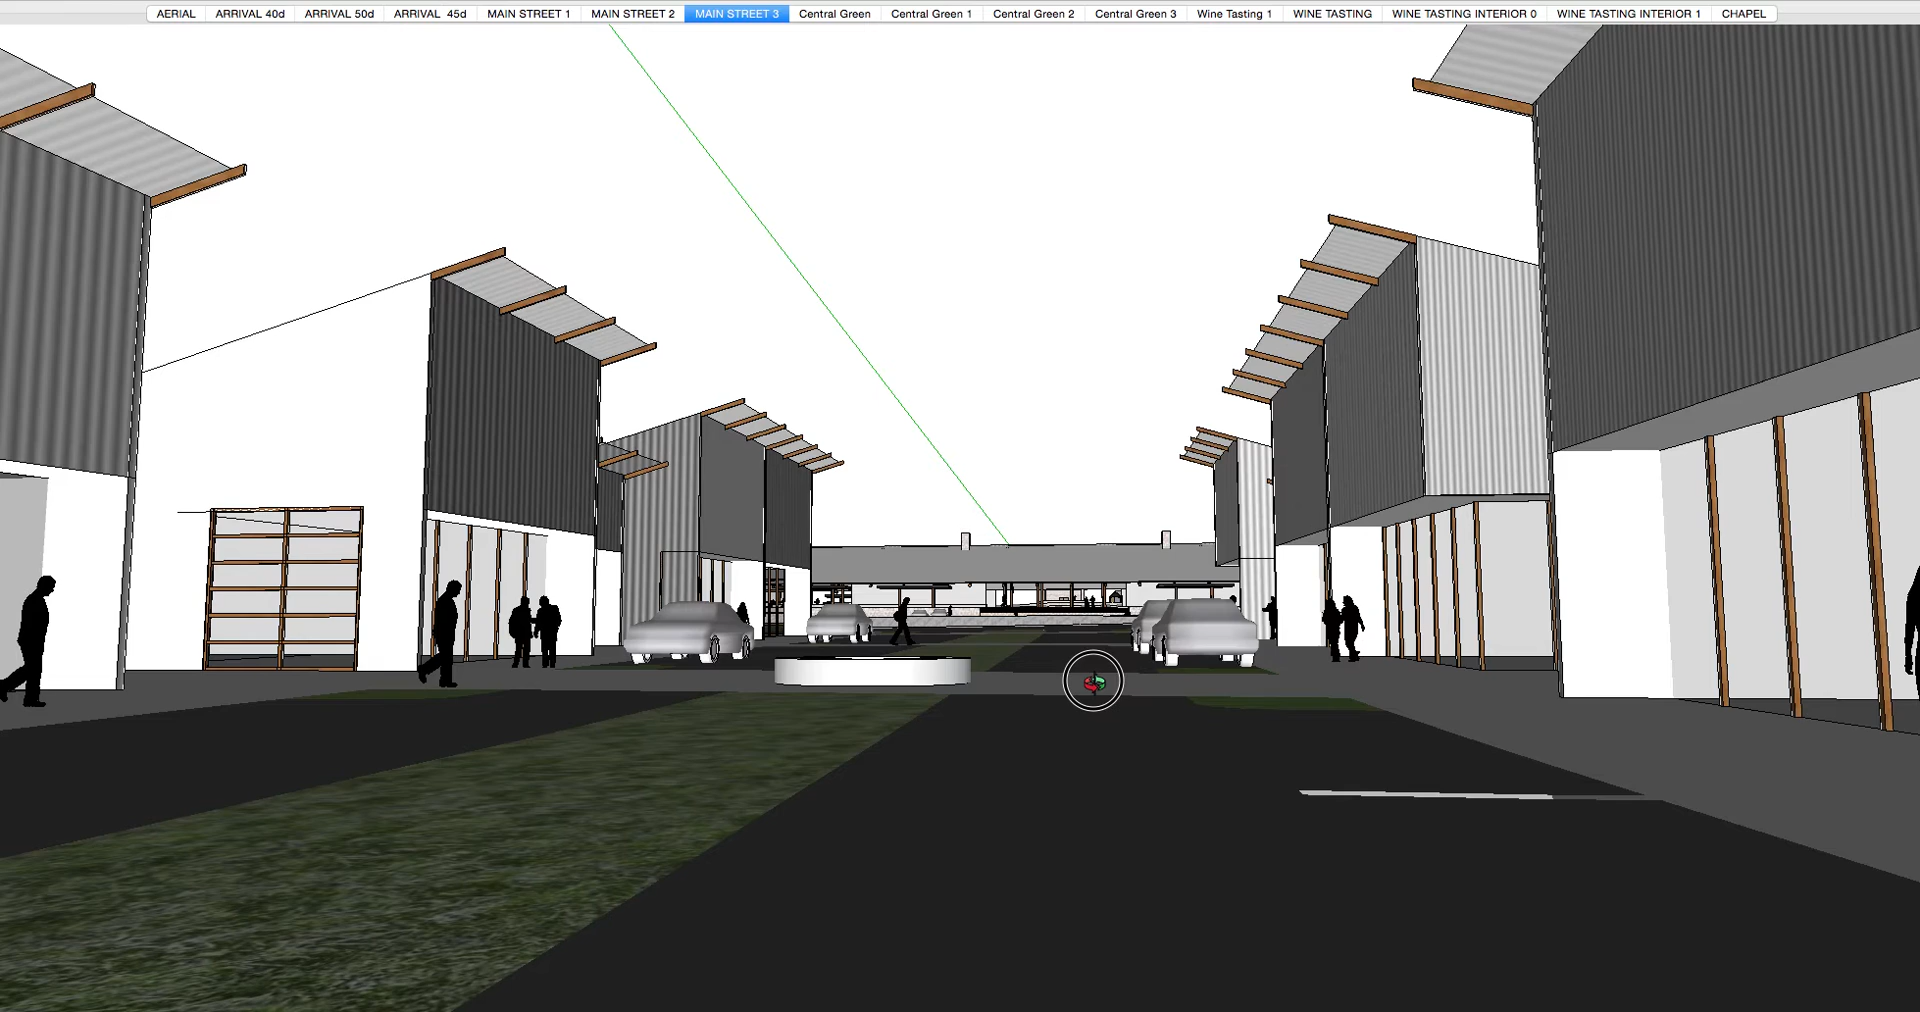 AERIAL ARRIVAL 40d ARRIVAL 50d ARRIVAL 45d MAIN STREET 1 MAIN STREET 2 MAIN STREET 3 Central Green Central Green 1 Central Green 2 Central Green 3 Wine Tasting 1 WINE TASTING WINE TASTING INTERIOR 0 WINE TASTING INTERIOR 1 CHAPEL